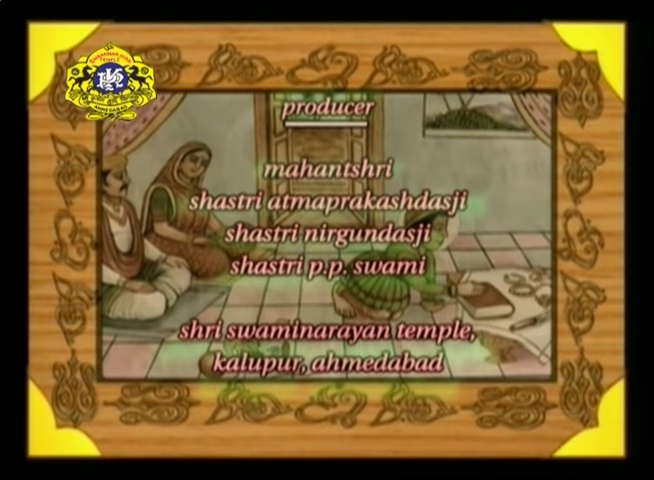 producer
mahantshri
shastri atmaprakashdasji
shastri nirgundasji
shastri p.p. swami
shri swaminarayan temple,
kalupur, ahmedabad